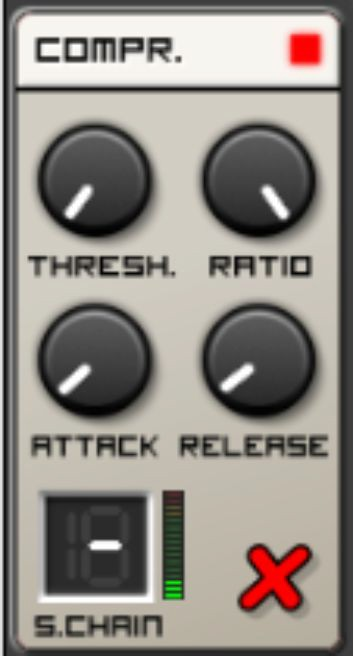 COMPR.
THRESH. RATIO
ATTACK RELEASE
-
S.CHAIN